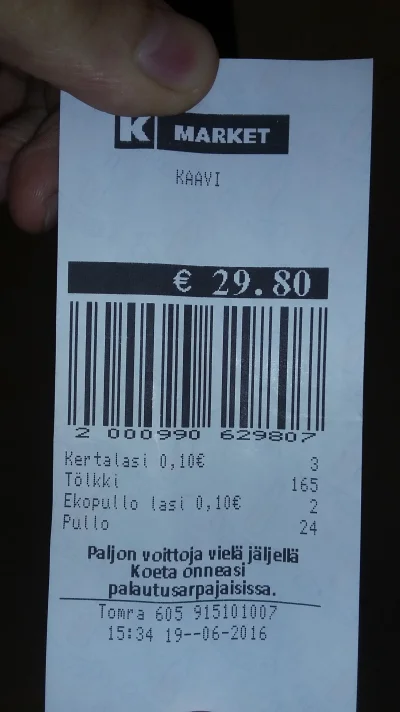 K MARKET
KAAVI
€ 29.80
2 000990 629807
Kertalasi 0,10€ 3
Tölkki 165
Ekopullo lasi 0,10€ 2
Pullo 24
Paljon voittoja vielä jäljellä
Koeta onneasi
palautusarpajaisissa.
Tomra 605 915101007
15:34 19--06-2016